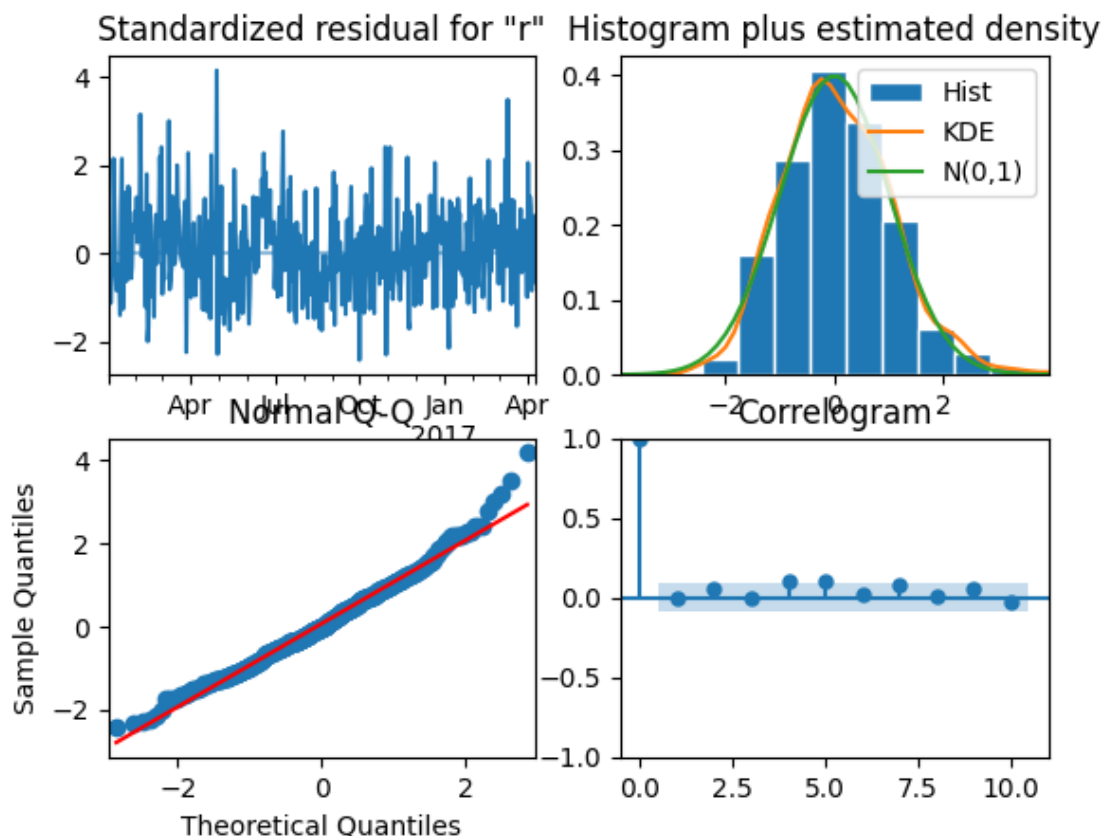 Standardized residual for "r"
4
2
0
−2
Apr
Jul
Oct
Jan
2017
Apr
Histogram plus estimated density
0.4
0.3
0.2
0.1
0.0
Hist
KDE
N(0,1)
−2
0
2
Normal Q-Q
Sample Quantiles
4
2
0
−2
−2
0
2
Theoretical Quantiles
Correlogram
1.0
0.5
0.0
−0.5
−1.0
0.0
2.5
5.0
7.5
10.0